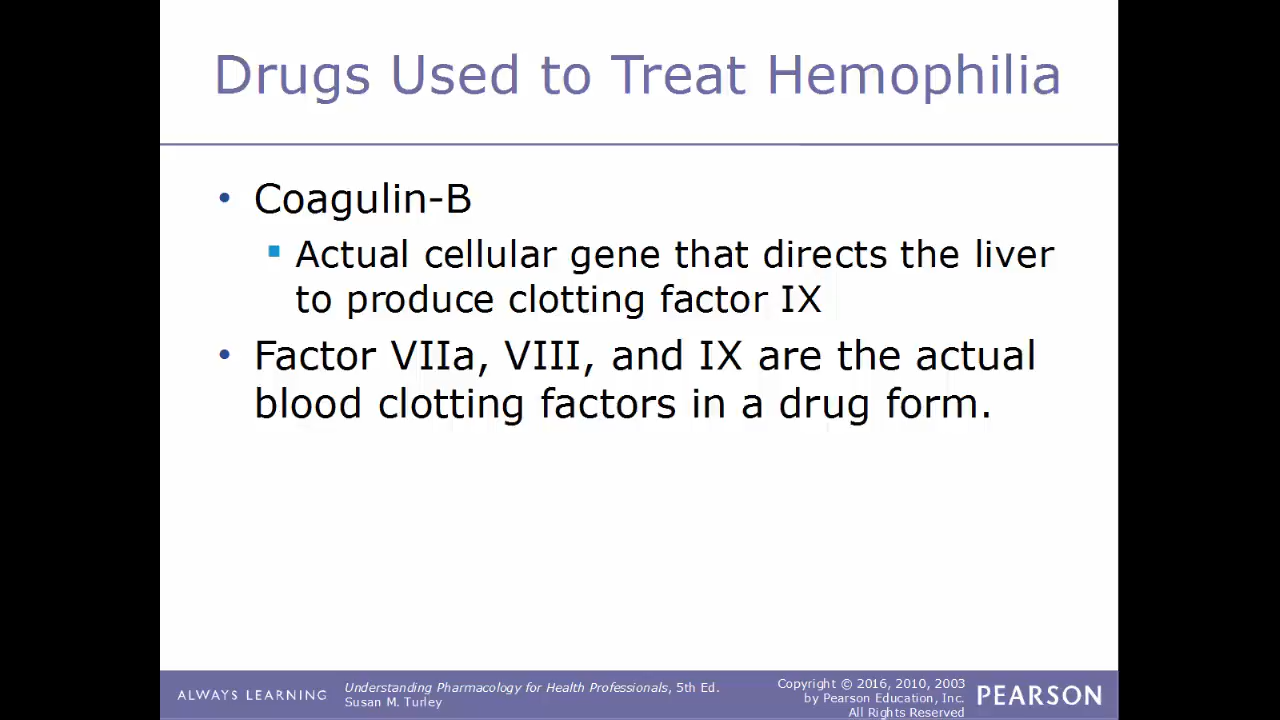 Drugs Used to Treat Hemophilia
• Coagulin-B
▪ Actual cellular gene that directs the liver
to produce clotting factor IX
• Factor VIIa, VIII, and IX are the actual
blood clotting factors in a drug form.
ALWAYS LEARNING
Understanding Pharmacology for Health Professionals, 5th Ed.
Susan M. Turley
Copyright © 2016, 2010, 2003
by Pearson Education, Inc.
All Rights Reserved
PEARSON